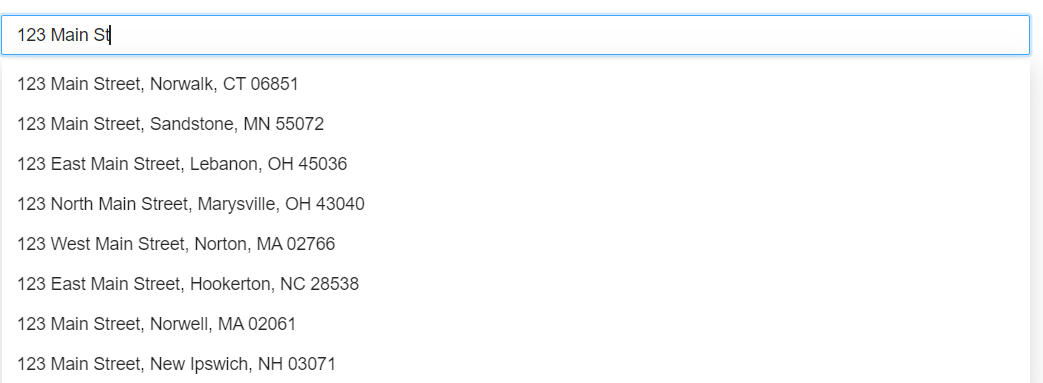 123 Main St
123 Main Street, Norwalk, CT 06851
123 Main Street, Sandstone, MN 55072
123 East Main Street, Lebanon, OH 45036
123 North Main Street, Marysville, OH 43040
123 West Main Street, Norton, MA 02766
123 East Main Street, Hookerton, NC 28538
123 Main Street, Norwell, MA 02061
123 Main Street, New Ipswich, NH 03071